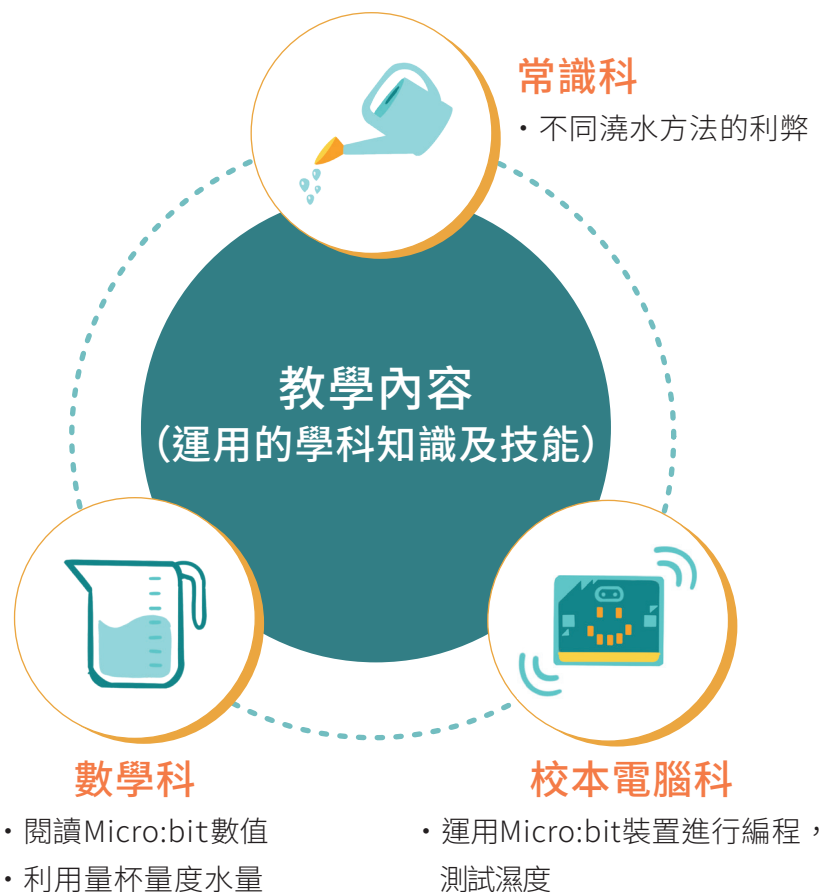 常識科
・不同澆水方法的利弊
教學內容
（運用的學科知識及技能）
數學科
・閱讀Micro:bit數值
・利用量杯量度水量
校本電腦科
・運用Micro:bit裝置進行編程，
測試濕度